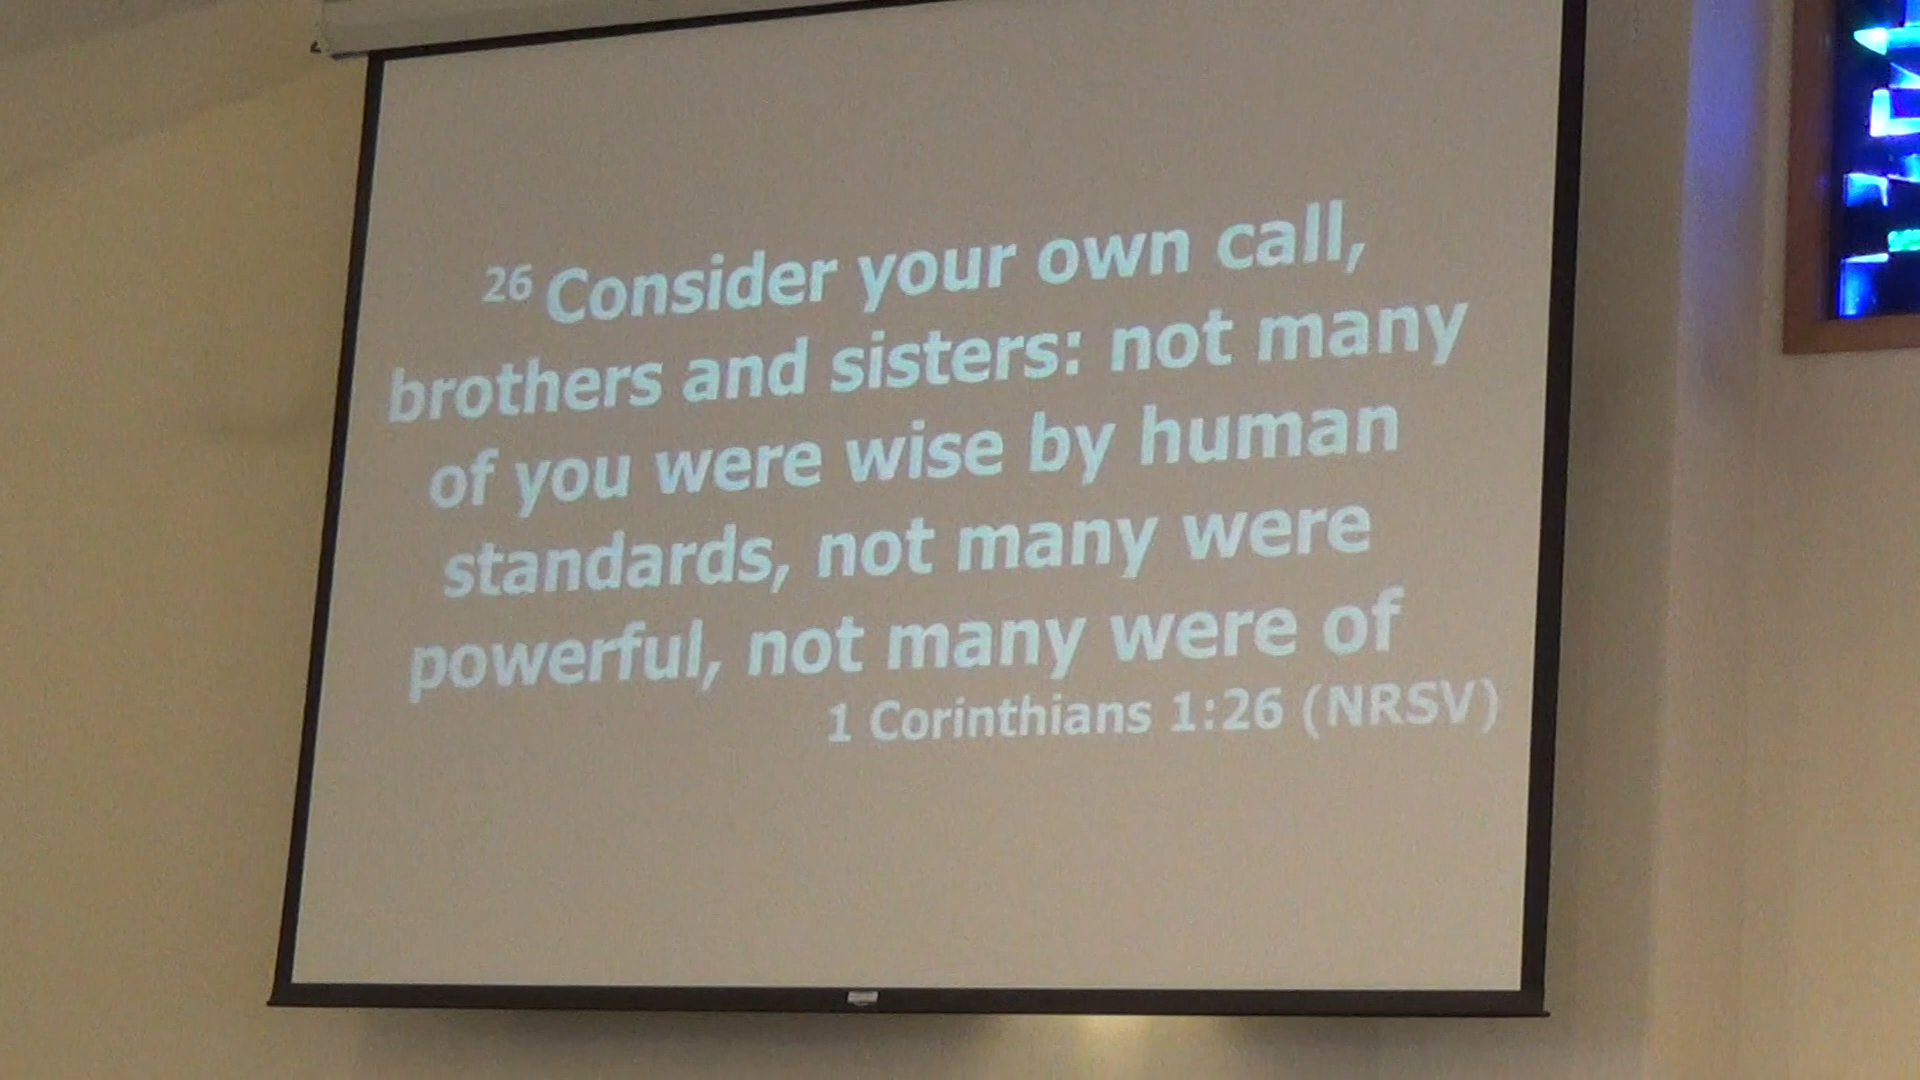 26 Consider your own call,
brothers and sisters: not many
of you were wise by human
standards, not many were
powerful, not many were of
1 Corinthians 1:26 (NRSV)